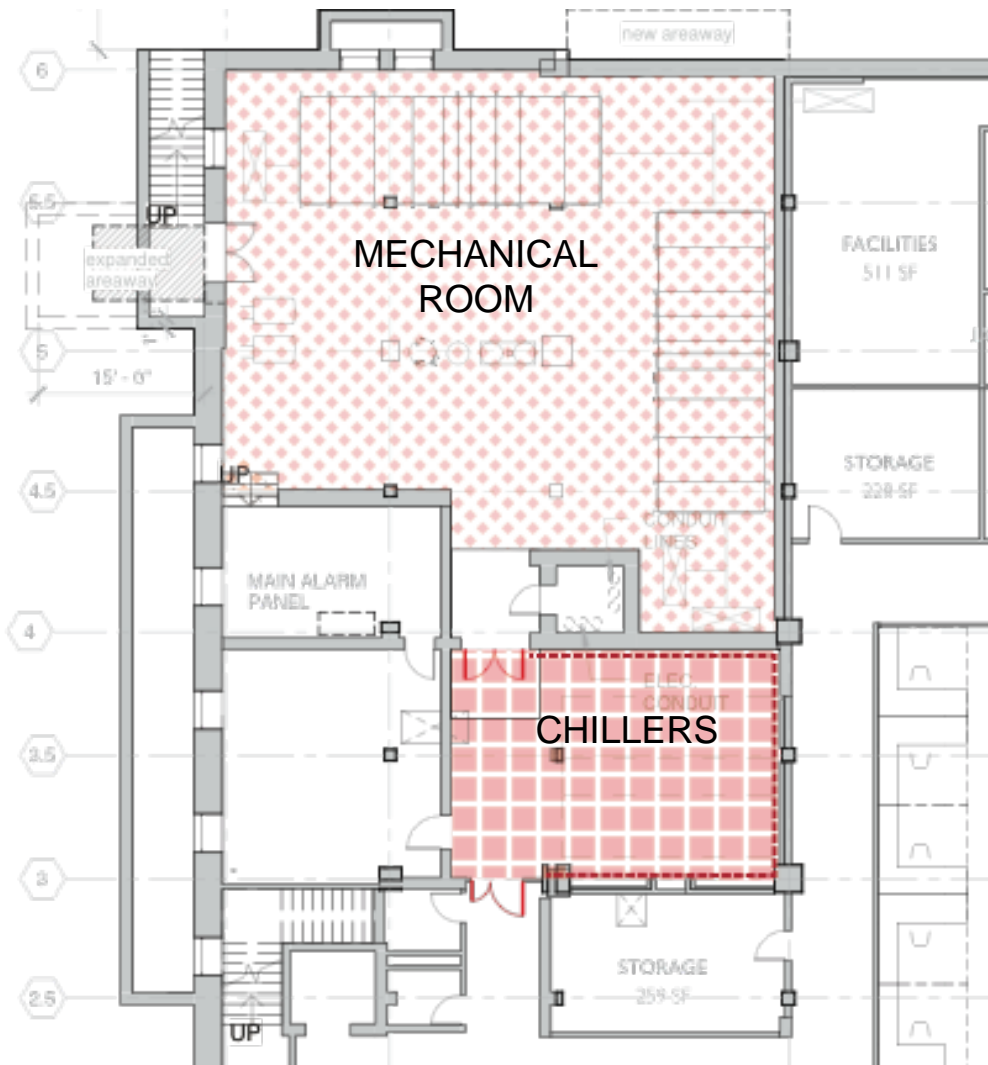 new areaway
6
5.5
UP
expanded
areaway
MECHANICAL
ROOM
FACILITIES
511 SF
5
15' - 0"
UP
4.5
STORAGE
228 SF
CONDUIT
LINES
MAIN ALARM
PANEL
4
ELEC.
CONDUIT
CHILLERS
3.5
3
STORAGE
259 SF
2.5
UP